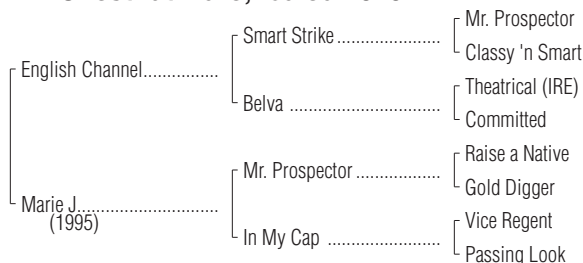 English Channel...............
Marie J.............................
(1995)
Smart Strike .....................
Belva ...............................
Mr. Prospector ..................
In My Cap .......................
Mr. Prospector
Classy 'n Smart
Theatrical (IRE)
Committed
Raise a Native
Gold Digger
Vice Regent
Passing Look